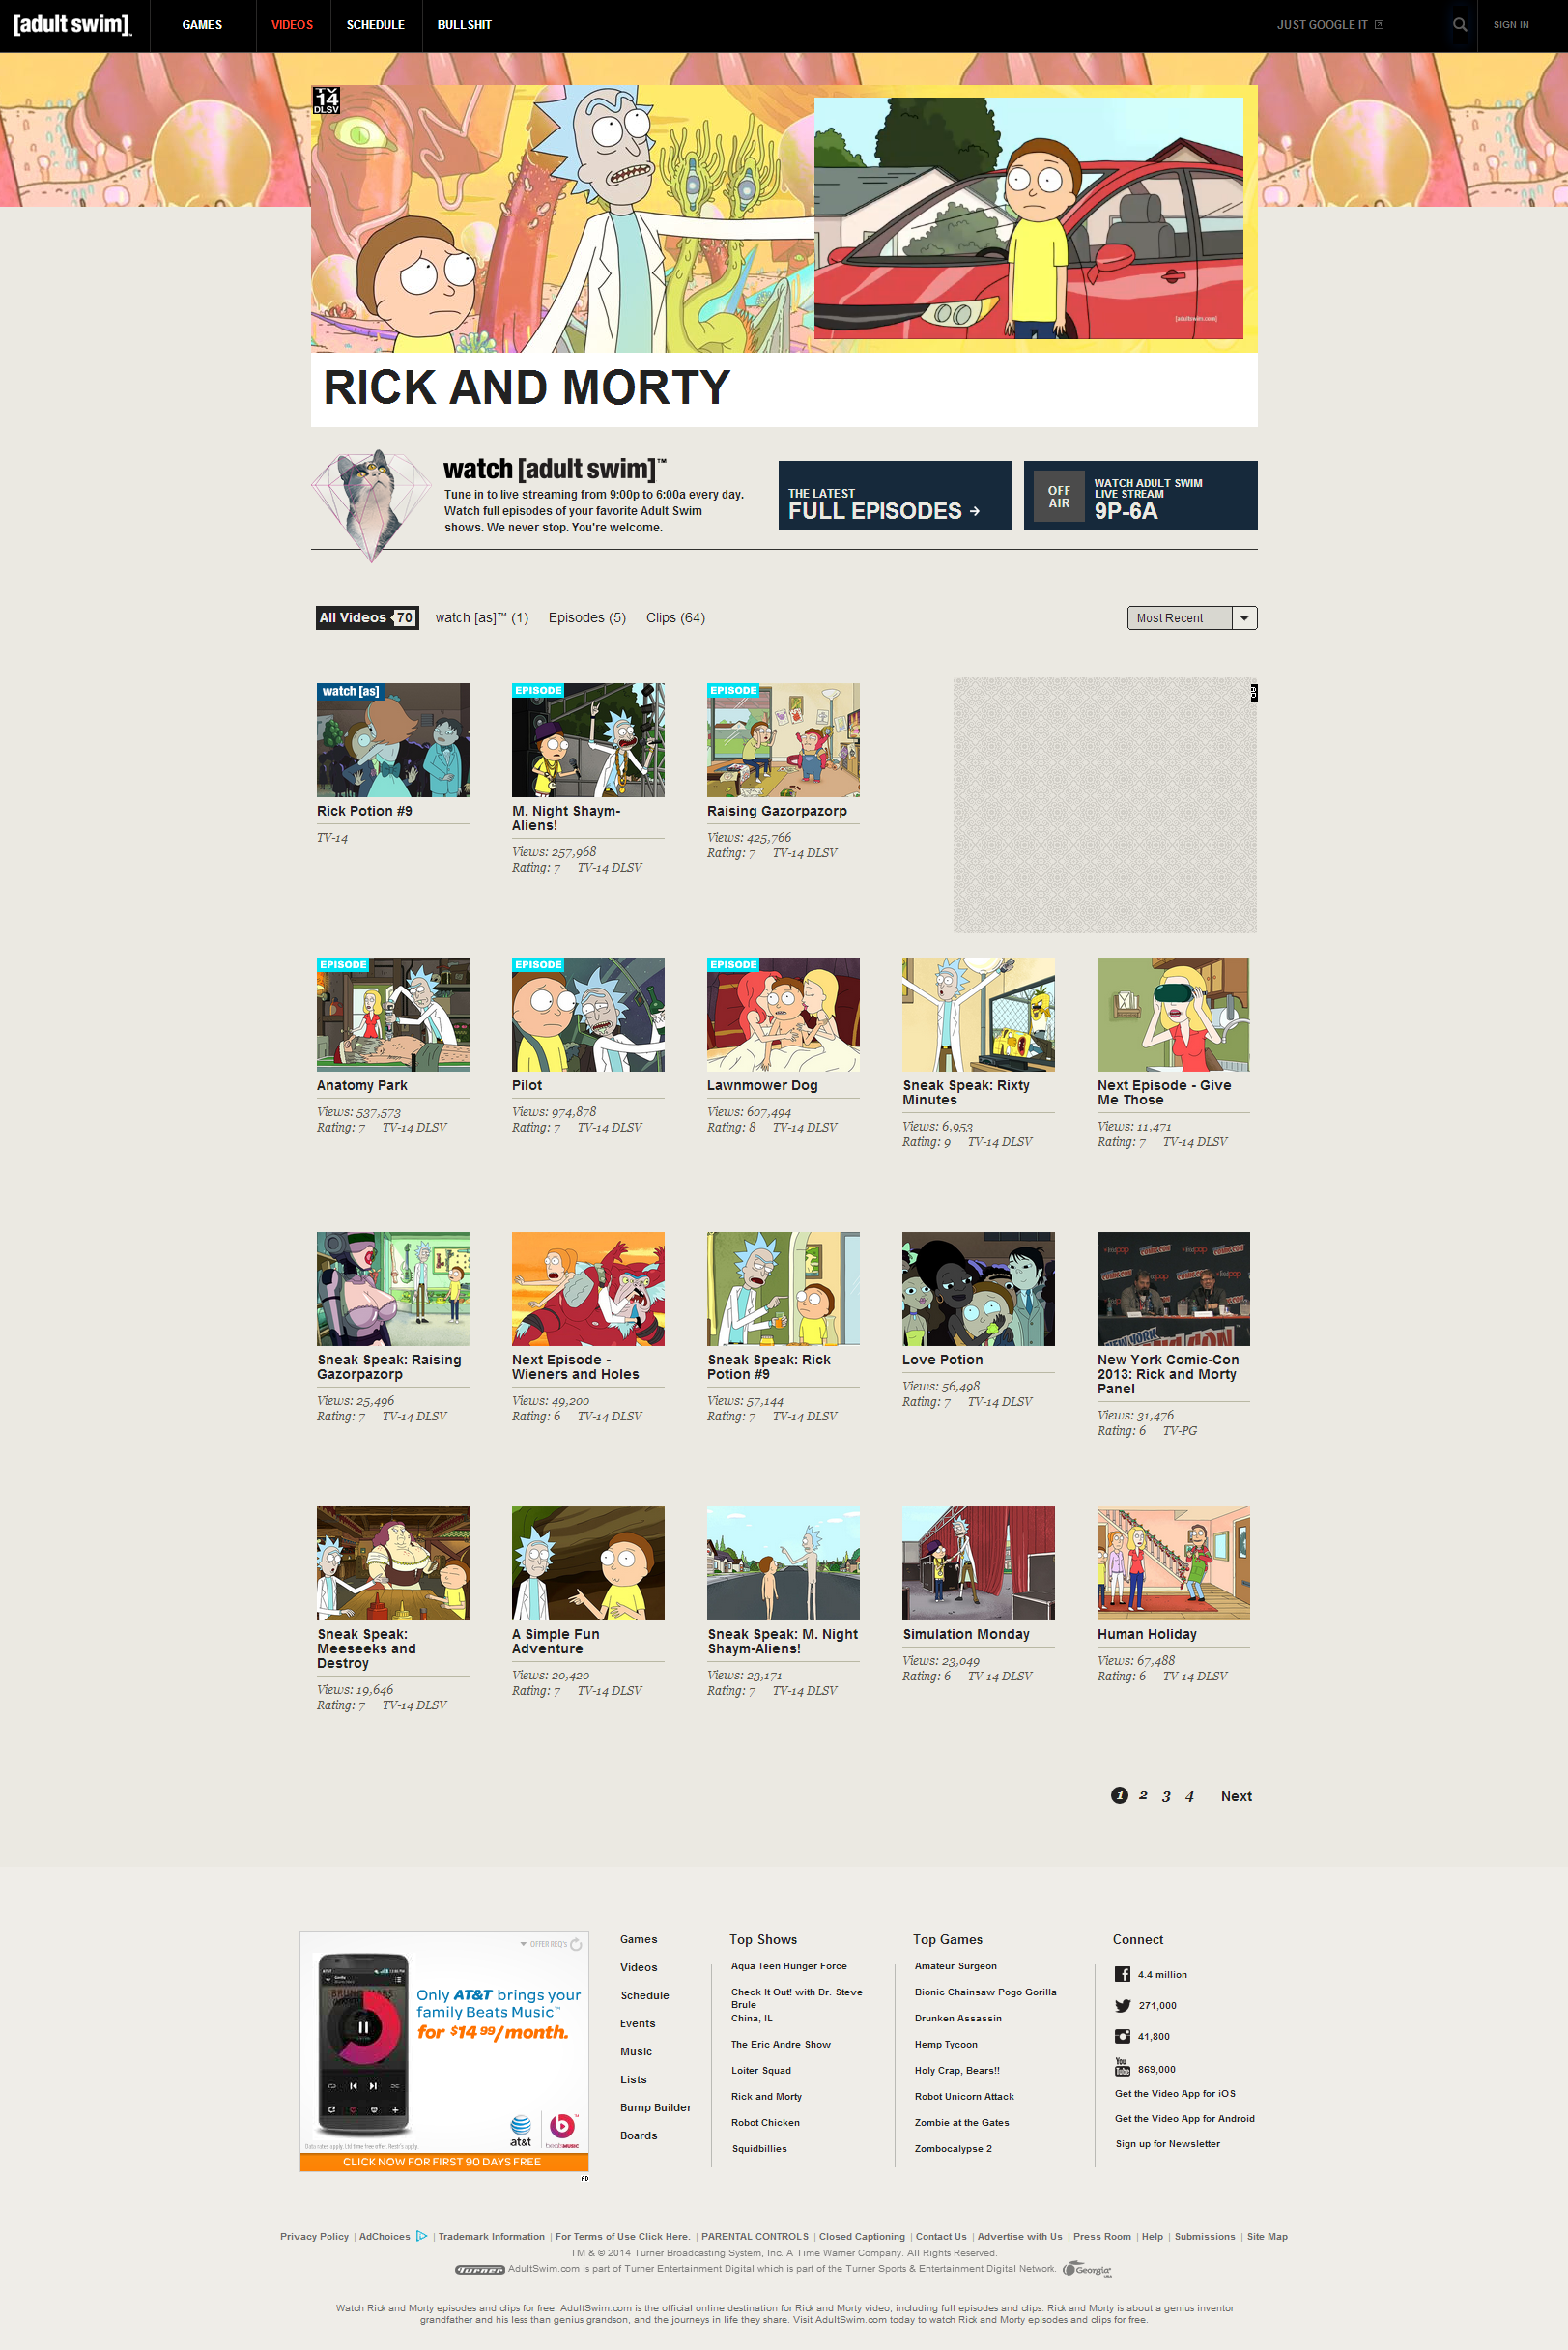 [adult swim]™
GAMES
VIDEOS
SCHEDULE
BULLSHIT
JUST GOOGLE IT
SIGN IN
TV
14
DLSV
[adultswim.com]
RICK AND MORTY
watch [adult swim]™
Tune in to live streaming from 9:00p to 6:00a every day.
Watch full episodes of your favorite Adult Swim
shows. We never stop. You're welcome.
THE LATEST
FULL EPISODES
OFF
AIR
WATCH ADULT SWIM
LIVE STREAM
9P-6A
All Videos 70
watch [as]™ (1)
Episodes (5)
Clips (64)
Most Recent
watch [as]
Rick Potion #9
TV-14
EPISODE
M. Night Shaym-
Aliens!
Views: 257,968
Rating: 7 TV-14 DLSV
EPISODE
Raising Gazorpazorp
Views: 425,766
Rating: 7 TV-14 DLSV
AD
EPISODE
Anatomy Park
Views: 537,573
Rating: 7 TV-14 DLSV
EPISODE
Pilot
Views: 974,878
Rating: 7 TV-14 DLSV
EPISODE
Lawnmower Dog
Views: 607,494
Rating: 8 TV-14 DLSV
Sneak Speak: Rixty
Minutes
Views: 6,953
Rating: 9 TV-14 DLSV
Next Episode - Give
Me Those
Views: 11,471
Rating: 7 TV-14 DLSV
Sneak Speak: Raising
Gazorpazorp
Views: 25,496
Rating: 7 TV-14 DLSV
Next Episode -
Wieners and Holes
Views: 49,200
Rating: 6 TV-14 DLSV
Sneak Speak: Rick
Potion #9
Views: 57,144
Rating: 7 TV-14 DLSV
Love Potion
Views: 56,498
Rating: 7 TV-14 DLSV
NEW YORK
New York Comic-Con
2013: Rick and Morty
Panel
Views: 31,476
Rating: 6 TV-PG
Sneak Speak:
Meeseeks and
Destroy
Views: 19,646
Rating: 7 TV-14 DLSV
A Simple Fun
Adventure
Views: 20,420
Rating: 7 TV-14 DLSV
Sneak Speak: M. Night
Shaym-Aliens!
Views: 23,171
Rating: 7 TV-14 DLSV
Simulation Monday
Views: 23,049
Rating: 6 TV-14 DLSV
Human Holiday
Views: 67,488
Rating: 6 TV-14 DLSV
1 2 3 4 Next
OFFER REQ'S
BRUNO MARS
Only AT&T brings your
family Beats Music™
for $14.99/month.
at&t
beatsmusic
CLICK NOW FOR FIRST 90 DAYS FREE
AD
Games
Videos
Schedule
Events
Music
Lists
Bump Builder
Boards
Top Shows
Aqua Teen Hunger Force
Check It Out! with Dr. Steve
Brule
China, IL
The Eric Andre Show
Loiter Squad
Rick and Morty
Robot Chicken
Squidbillies
Top Games
Amateur Surgeon
Bionic Chainsaw Pogo Gorilla
Drunken Assassin
Hemp Tycoon
Holy Crap, Bears!!
Robot Unicorn Attack
Zombie at the Gates
Zombocalypse 2
Connect
4.4 million
271,000
41,800
You Tube 869,000
Get the Video App for iOS
Get the Video App for Android
Sign up for Newsletter
Privacy Policy | AdChoices | Trademark Information | For Terms of Use Click Here. | PARENTAL CONTROLS | Closed Captioning | Contact Us | Advertise with Us | Press Room | Help | Submissions | Site Map
TM & © 2014 Turner Broadcasting System, Inc. A Time Warner Company. All Rights Reserved.
Turner AdultSwim.com is part of Turner Entertainment Digital which is part of the Turner Sports & Entertainment Digital Network. Georgia
Watch Rick and Morty episodes and clips for free. AdultSwim.com is the official online destination for Rick and Morty video, including full episodes and clips. Rick and Morty is about a genius inventor
grandfather and his less than genius grandson, and the journeys in life they share. Visit AdultSwim.com today to watch Rick and Morty episodes and clips for free.